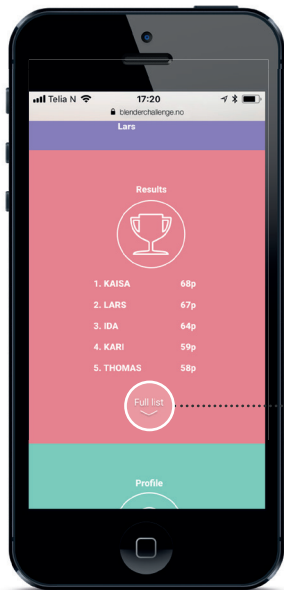 Telia N 17:20
blenderchallenge.no
Lars
Results
1. KAISA 68p
2. LARS 67p
3. IDA 64p
4. KARI 59p
5. THOMAS 58p
Full list
Profile